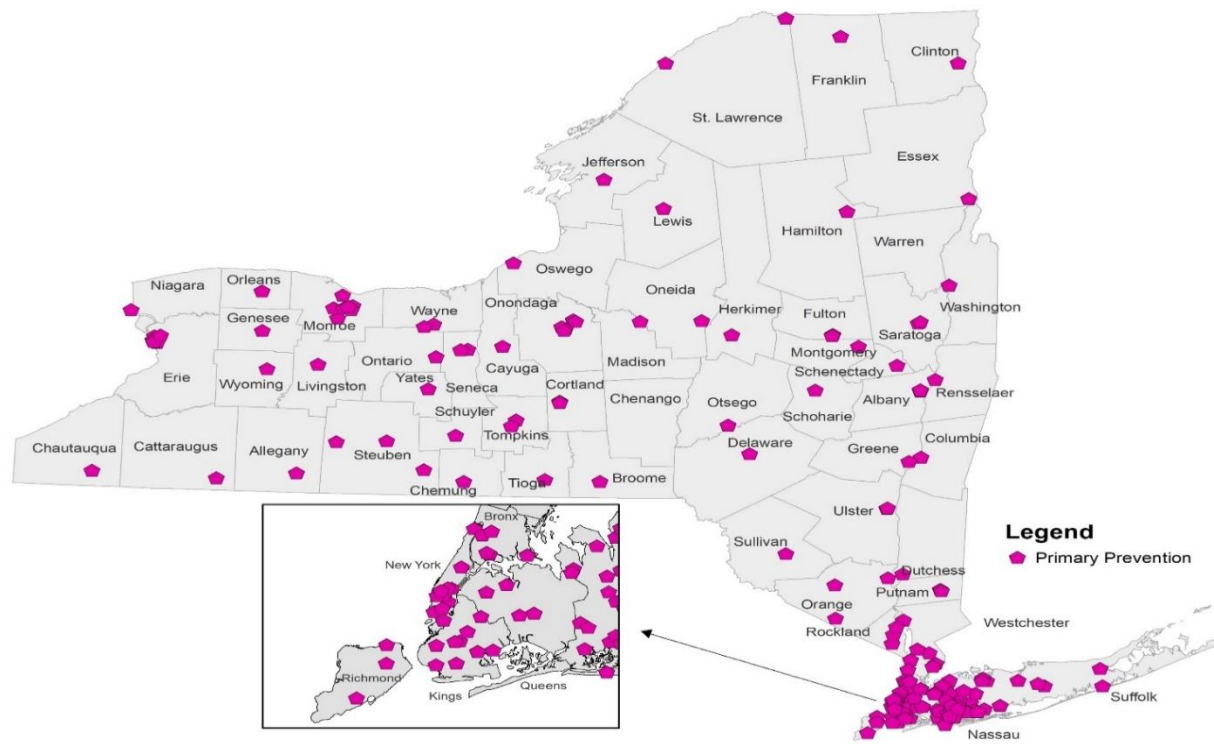 Clinton
Franklin
St. Lawrence
Essex
Jefferson
Lewis
Hamilton
Warren
Oswego
Niagara
Orleans
Oneida
Washington
Herkimer
Onondaga
Wayne
Genesee
Monroe
Fulton
Saratoga
Montgomery
Ontario
Madison
Cayuga
Schenectady
Erie
Wyoming
Livingston
Yates
Seneca
Cortland
Chenango
Rensselaer
Albany
Otsego
Schoharie
Schuyler
Tompkins
Columbia
Delaware
Greene
Chautauqua
Cattaraugus
Allegany
Steuben
Chemung
Tioga
Broome
Ulster
Sullivan
Legend
Primary Prevention
Dutchess
Putnam
Orange
Rockland
Westchester
Suffolk
Nassau
Bronx
New York
Richmond
Kings
Queens